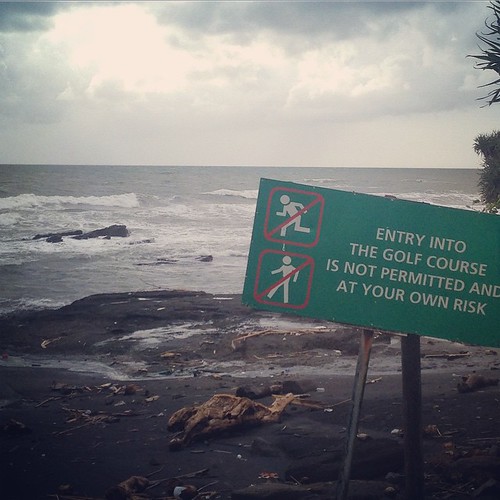 ENTRY INTO
THE GOLF COURSE
IS NOT PERMITTED AND
AT YOUR OWN RISK